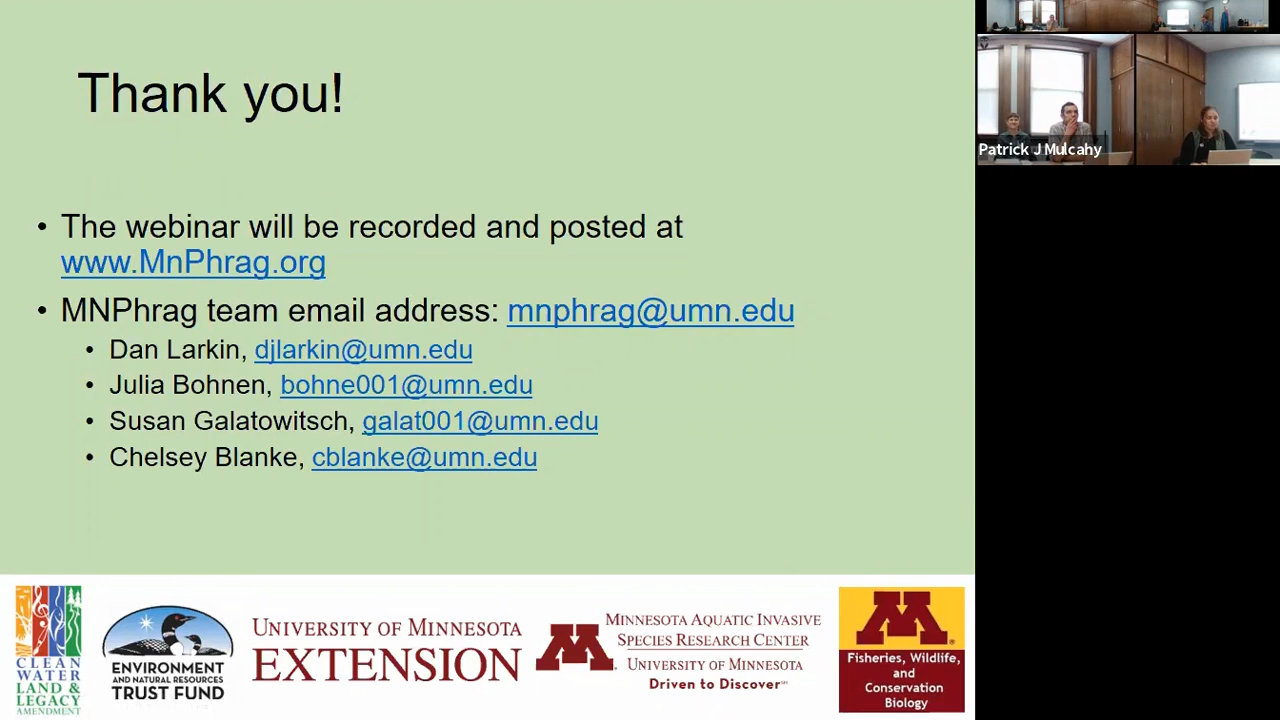 Thank you!
• The webinar will be recorded and posted at
www.MnPhrag.org
• MNPhrag team email address: mnphrag@umn.edu
• Dan Larkin, djlarkin@umn.edu
• Julia Bohnen, bohne001@umn.edu
• Susan Galatowitsch, galat001@umn.edu
• Chelsey Blanke, cblanke@umn.edu
CLEAN
WATER
LAND &
LEGACY
AMENDMENT
ENVIRONMENT
AND NATURAL RESOURCES
TRUST FUND
UNIVERSITY OF MINNESOTA
EXTENSION
MINNESOTA AQUATIC INVASIVE
SPECIES RESEARCH CENTER
UNIVERSITY OF MINNESOTA
Driven to Discover℠
M
Fisheries, Wildlife,
and
Conservation
Biology
Patrick J Mulcahy